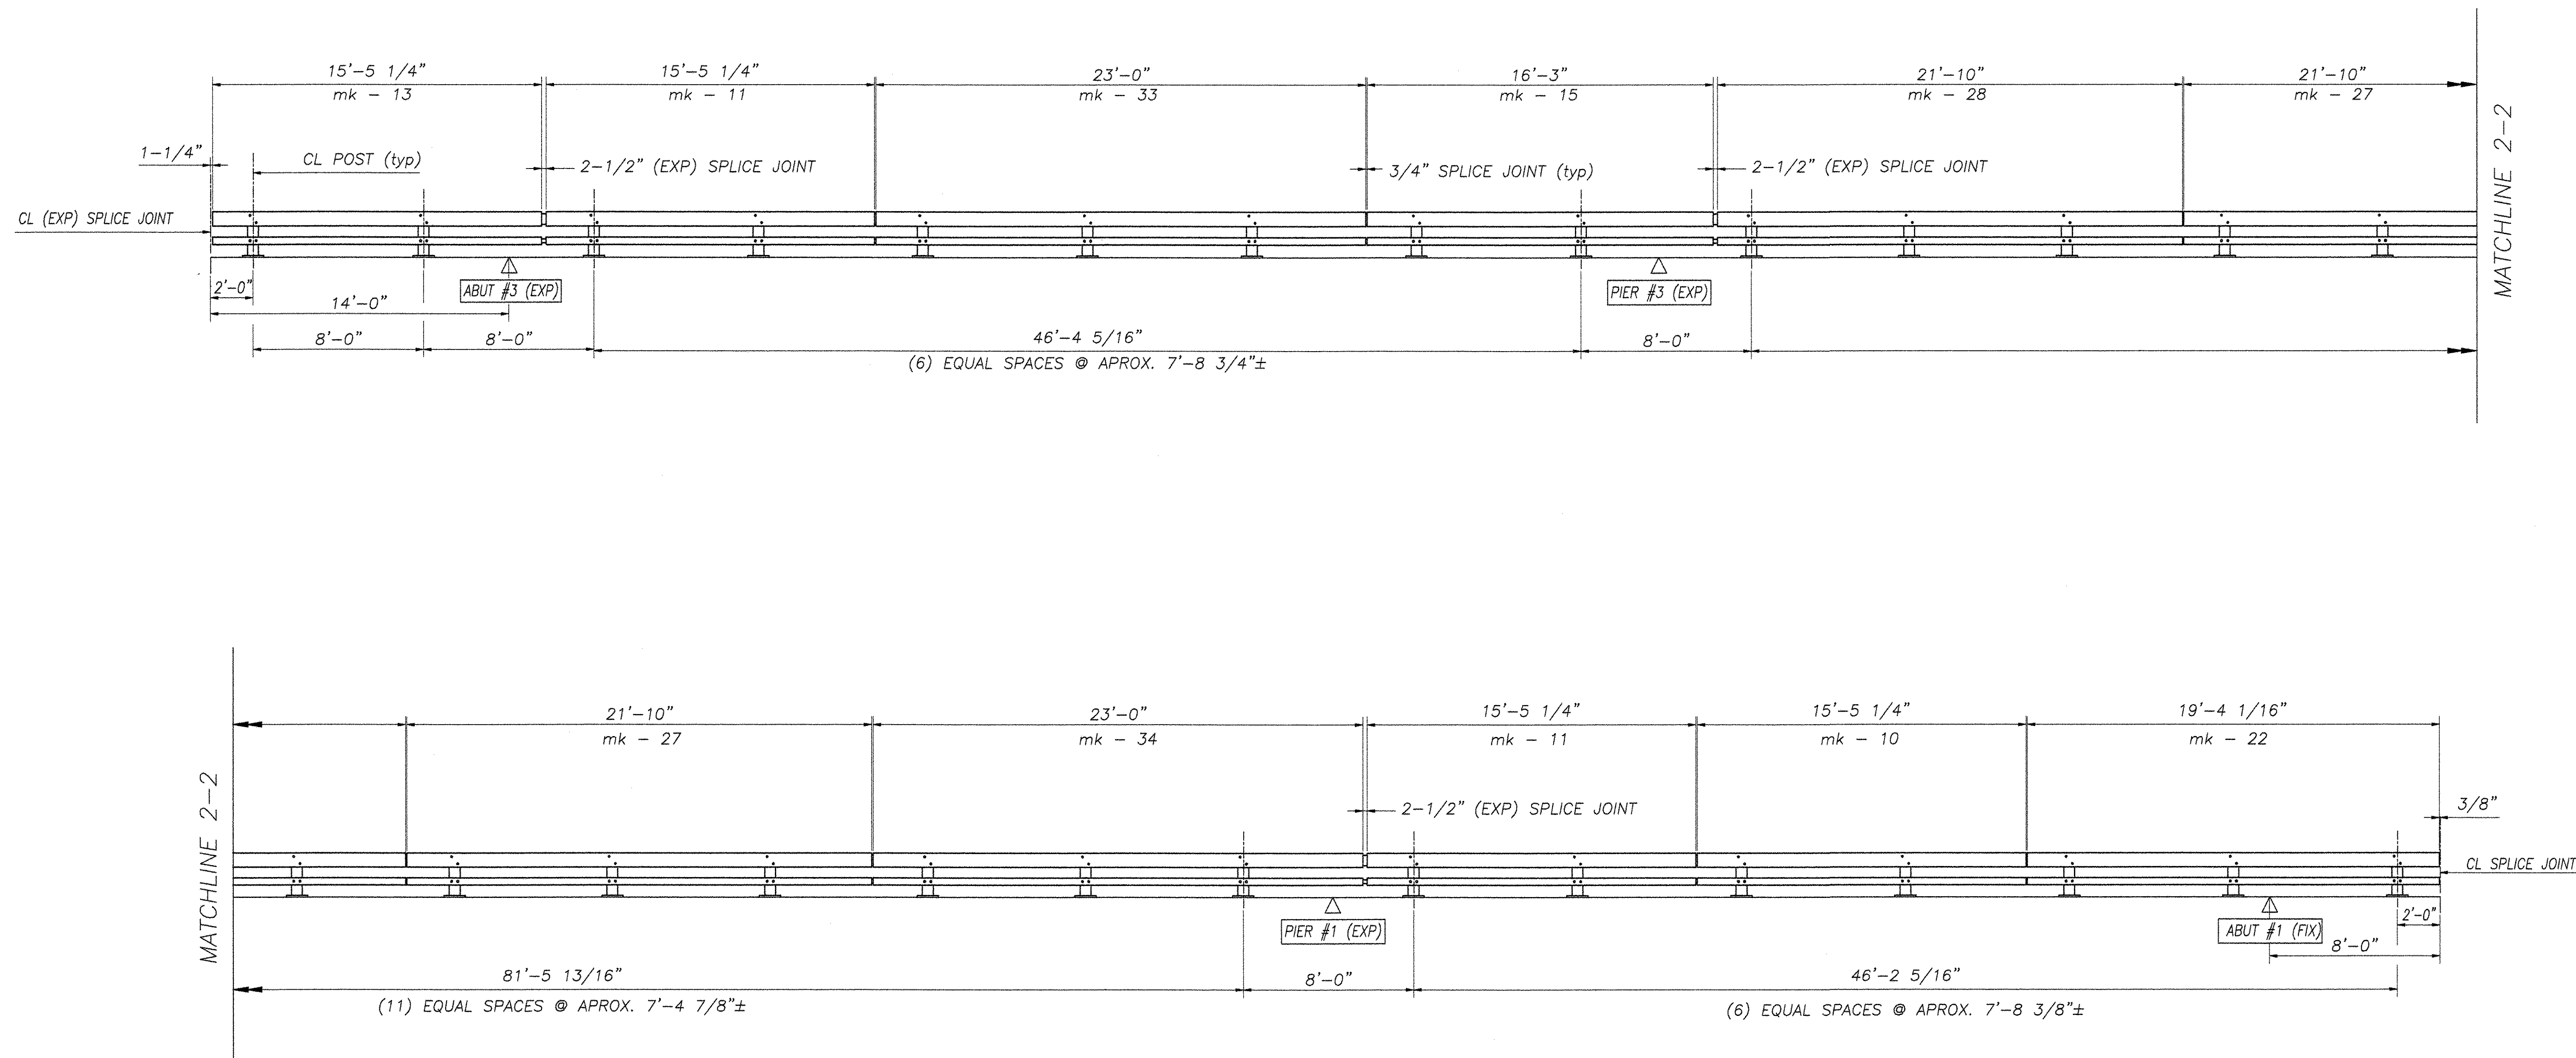 15'-5 1/4"
mk - 13
15'-5 1/4"
mk - 11
23'-0"
mk - 33
16'-3"
mk - 15
21'-10"
mk - 28
21'-10"
mk - 27
MATCHLINE 2-2
1-1/4"
CL POST (typ)
2-1/2" (EXP) SPLICE JOINT
3/4" SPLICE JOINT (typ)
2-1/2" (EXP) SPLICE JOINT
CL (EXP) SPLICE JOINT
2'-0"
14'-0"
ABUT #3 (EXP)
PIER #3 (EXP)
8'-0"
8'-0"
46'-4 5/16"
(6) EQUAL SPACES @ APROX. 7'-8 3/4"±
8'-0"
MATCHLINE 2-2
21'-10"
mk - 27
23'-0"
mk - 34
15'-5 1/4"
mk - 11
15'-5 1/4"
mk - 10
19'-4 1/16"
mk - 22
2-1/2" (EXP) SPLICE JOINT
3/8"
CL SPLICE JOINT
PIER #1 (EXP)
ABUT #1 (FIX)
2'-0"
8'-0"
81'-5 13/16"
(11) EQUAL SPACES @ APROX. 7'-4 7/8"±
8'-0"
46'-2 5/16"
(6) EQUAL SPACES @ APROX. 7'-8 3/8"±